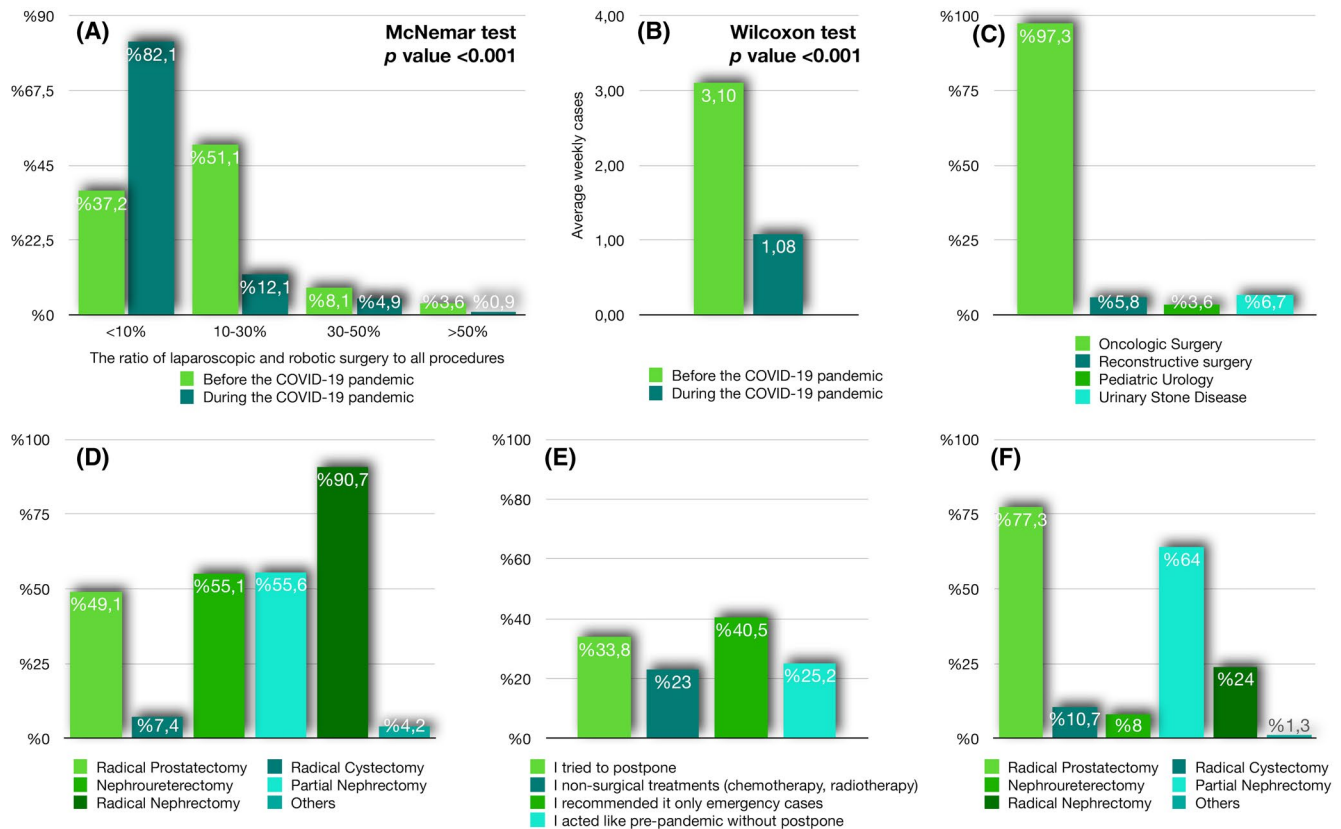 (A)
McNemar test
p value <0.001
%90
%67,5
%45
%22,5
%0
%37,2
%82,1
%51,1
%12,1
%8,1
%4,9
%3,6
%0,9
<10%
10-30%
30-50%
>50%
The ratio of laparoscopic and robotic surgery to all procedures
Before the COVID-19 pandemic
During the COVID-19 pandemic
(B)
Wilcoxon test
p value <0.001
Average weekly cases
4,00
3,00
2,00
1,00
0,00
3,10
1,08
Before the COVID-19 pandemic
During the COVID-19 pandemic
(C)
%100
%75
%50
%25
%0
%97,3
%5,8
%3,6
%6,7
Oncologic Surgery
Reconstructive surgery
Pediatric Urology
Urinary Stone Disease
(D)
%100
%75
%50
%25
%0
%49,1
%7,4
%55,1
%55,6
%90,7
%4,2
Radical Prostatectomy
Radical Cystectomy
Nephroureterectomy
Partial Nephrectomy
Radical Nephrectomy
Others
(E)
%100
%80
%60
%40
%20
%0
%33,8
%23
%40,5
%25,2
I tried to postpone
I non-surgical treatments (chemotherapy, radiotherapy)
I recommended it only emergency cases
I acted like pre-pandemic without postpone
(F)
%100
%75
%50
%25
%0
%77,3
%10,7
%8
%64
%24
%1,3
Radical Prostatectomy
Radical Cystectomy
Nephroureterectomy
Partial Nephrectomy
Radical Nephrectomy
Others